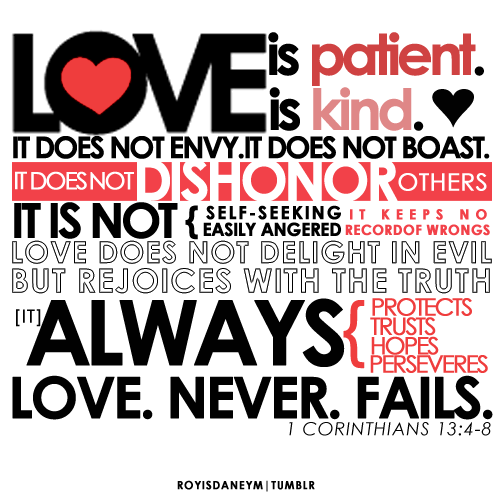 LOVE is patient.
is kind.
IT DOES NOT ENVY.IT DOES NOT BOAST.
IT DOES NOT DISHONOR OTHERS
IT IS NOT { SELF-SEEKING
EASILY ANGERED
IT KEEPS NO
RECORDOF WRONGS
LOVE DOES NOT DELIGHT IN EVIL
BUT REJOICES WITH THE TRUTH
[IT] ALWAYS { PROTECTS
TRUSTS
HOPES
PERSEVERES
LOVE. NEVER. FAILS.
1 CORINTHIANS 13:4-8
ROYISDANEYM|TUMBLR